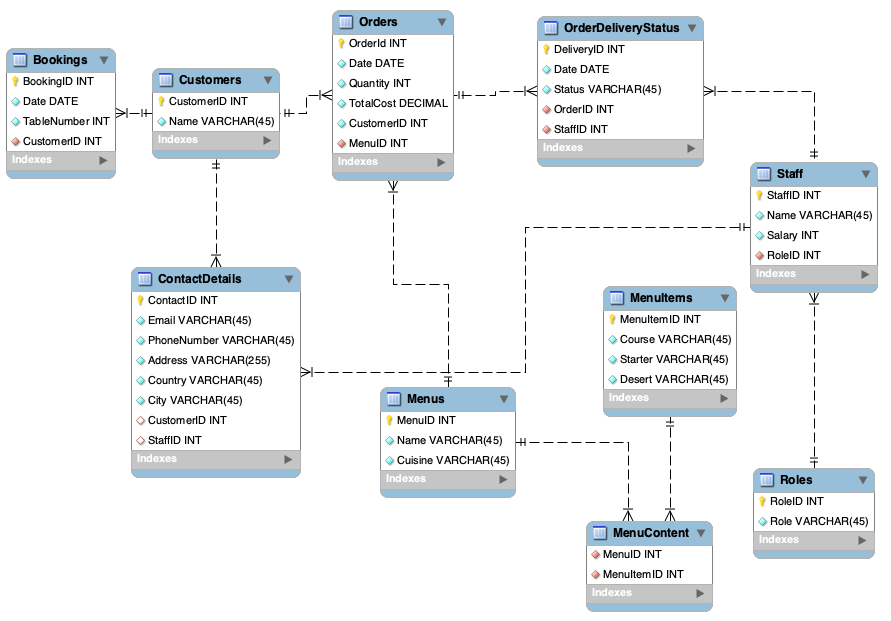 Bookings
BookingID INT
Date DATE
TableNumber INT
CustomerID INT
Indexes
Customers
CustomerID INT
Name VARCHAR(45)
Indexes
Orders
OrderId INT
Date DATE
Quantity INT
TotalCost DECIMAL
CustomerID INT
MenuID INT
Indexes
OrderDeliveryStatus
DeliveryID INT
Date DATE
Status VARCHAR(45)
OrderID INT
StaffID INT
Indexes
Staff
StaffID INT
Name VARCHAR(45)
Salary INT
RoleID INT
Indexes
ContactDetails
ContactID INT
Email VARCHAR(45)
PhoneNumber VARCHAR(45)
Address VARCHAR(255)
Country VARCHAR(45)
City VARCHAR(45)
CustomerID INT
StaffID INT
Indexes
MenuItems
MenuItemID INT
Course VARCHAR(45)
Starter VARCHAR(45)
Desert VARCHAR(45)
Indexes
Menus
MenuID INT
Name VARCHAR(45)
Cuisine VARCHAR(45)
Indexes
Roles
RoleID INT
Role VARCHAR(45)
Indexes
MenuContent
MenuID INT
MenuItemID INT
Indexes